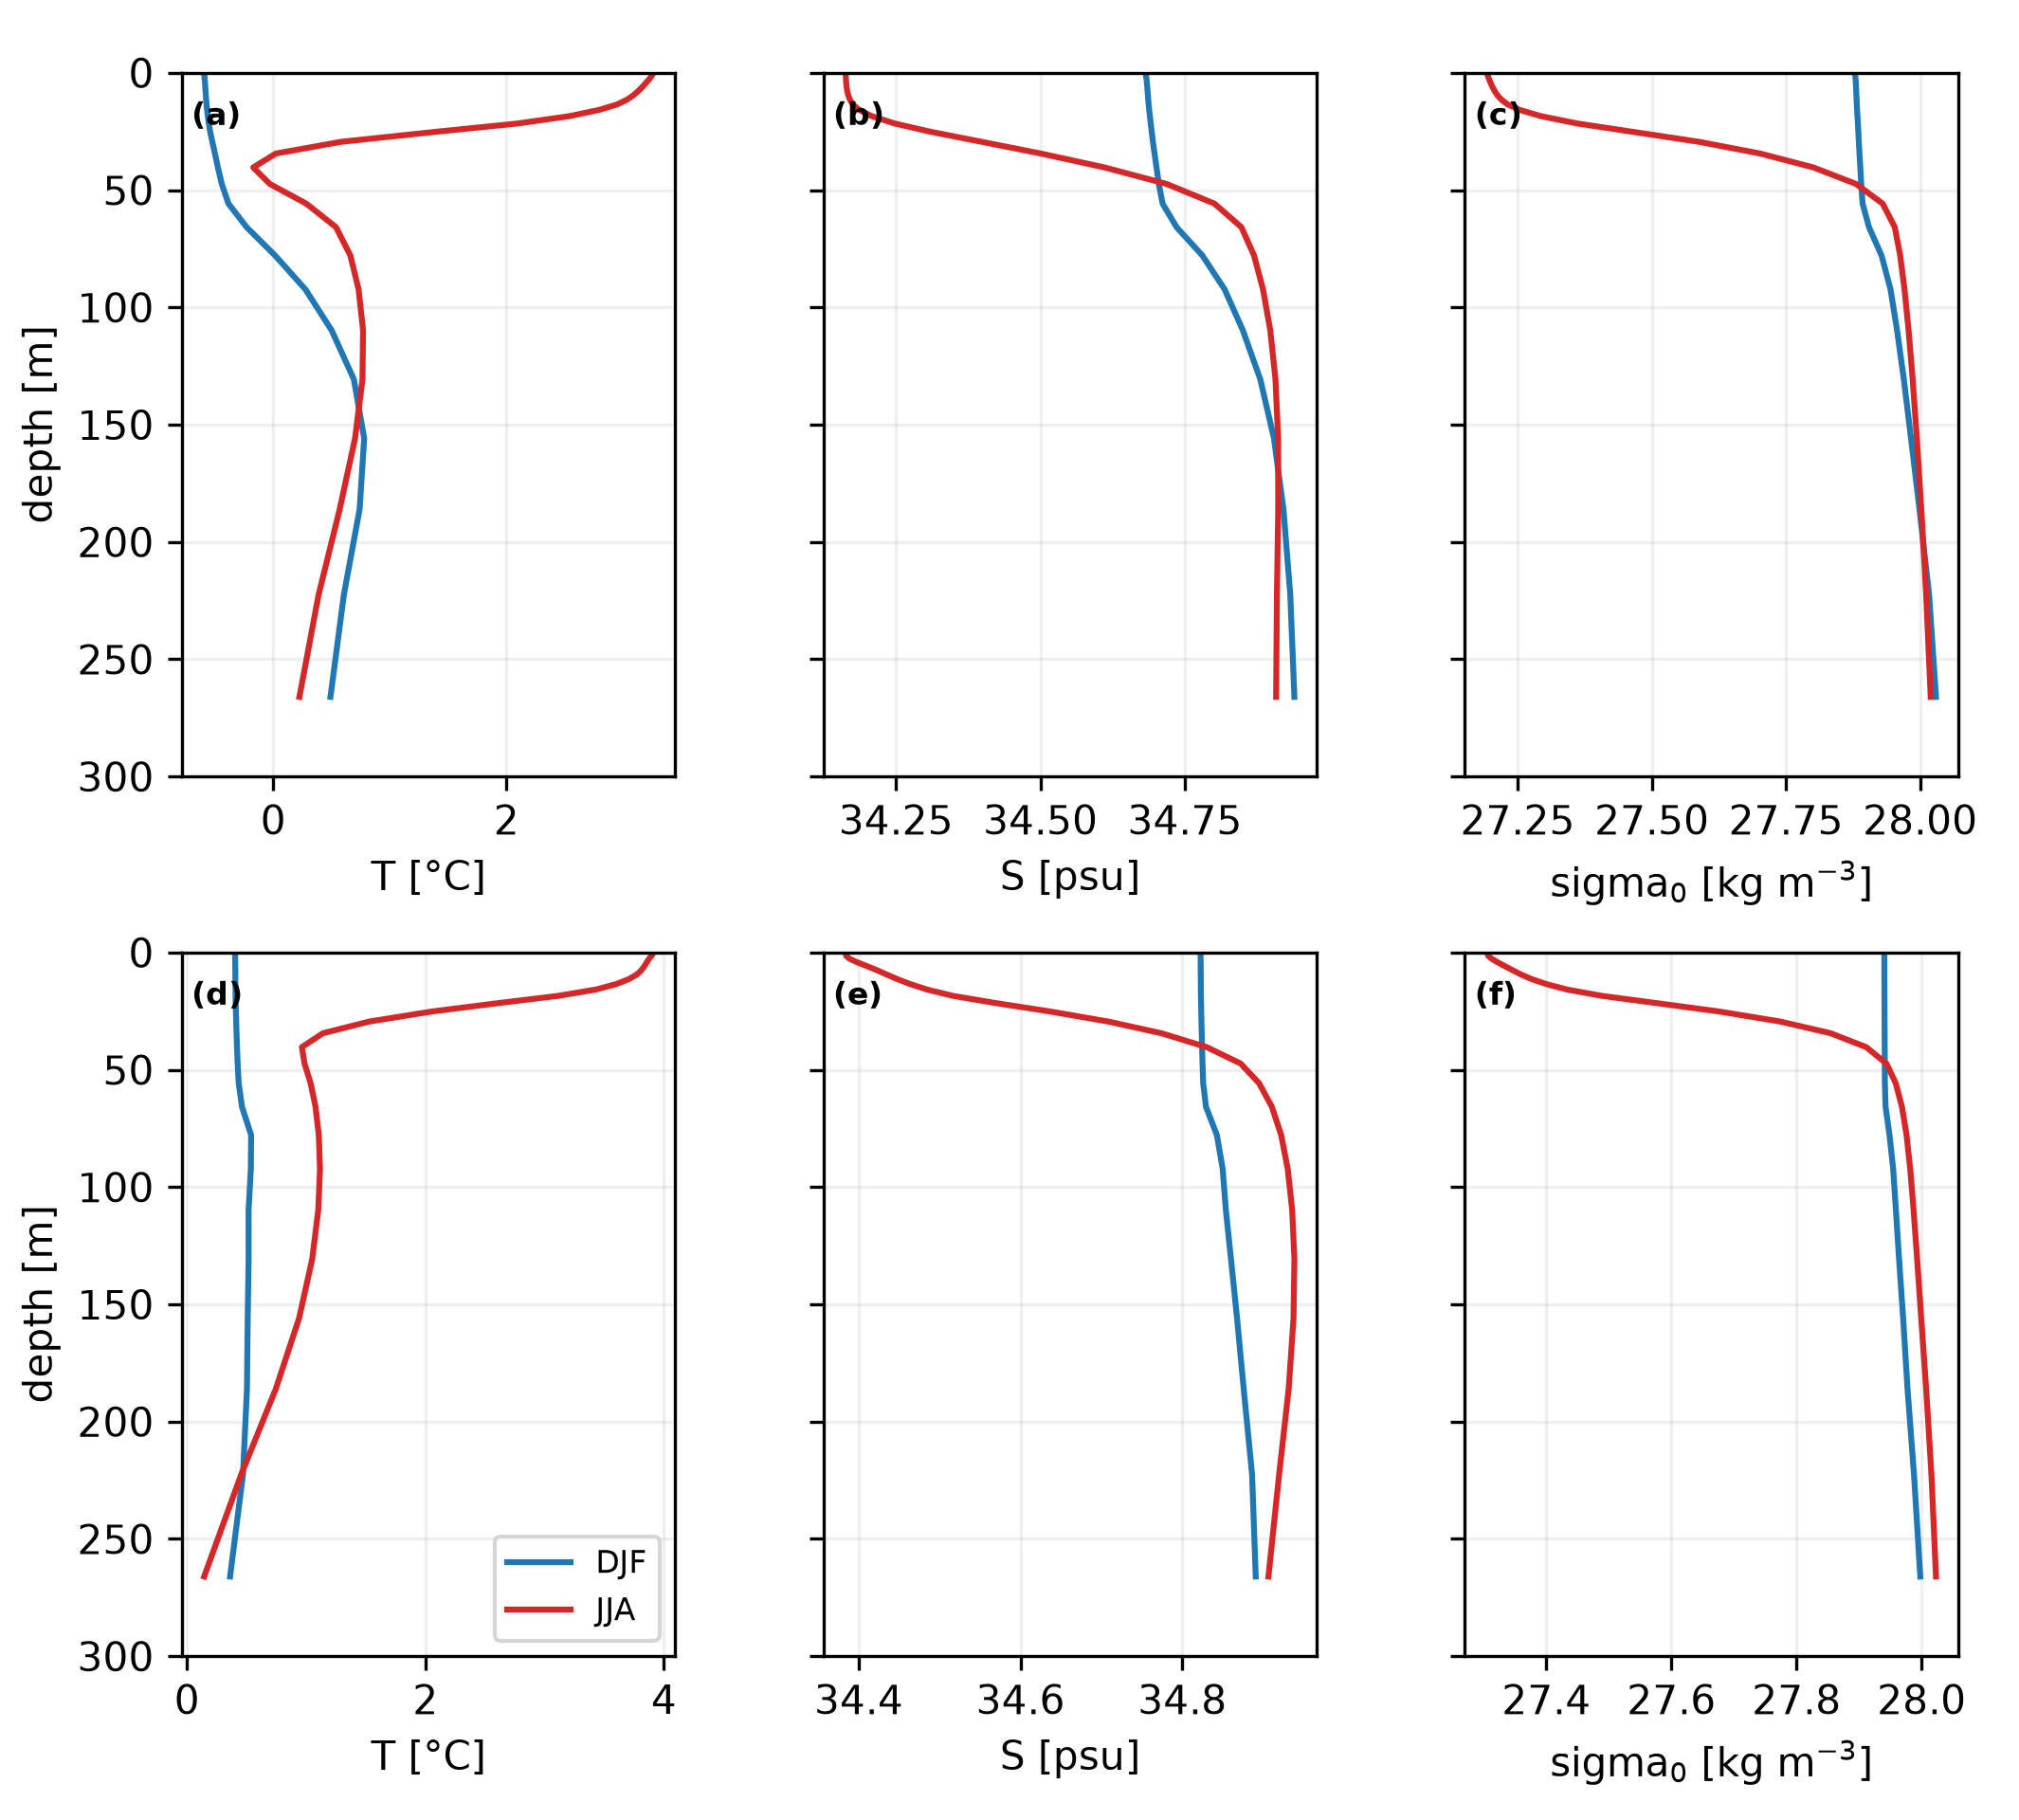 0
50
100
150
200
250
300
depth [m]
(a)
0 2
T [°C]
(b)
34.25 34.50 34.75
S [psu]
(c)
27.25 27.50 27.75 28.00
sigma₀ [kg m⁻³]
0
50
100
150
200
250
300
depth [m]
(d)
DJF
JJA
0 2 4
T [°C]
(e)
34.4 34.6 34.8
S [psu]
(f)
27.4 27.6 27.8 28.0
sigma₀ [kg m⁻³]